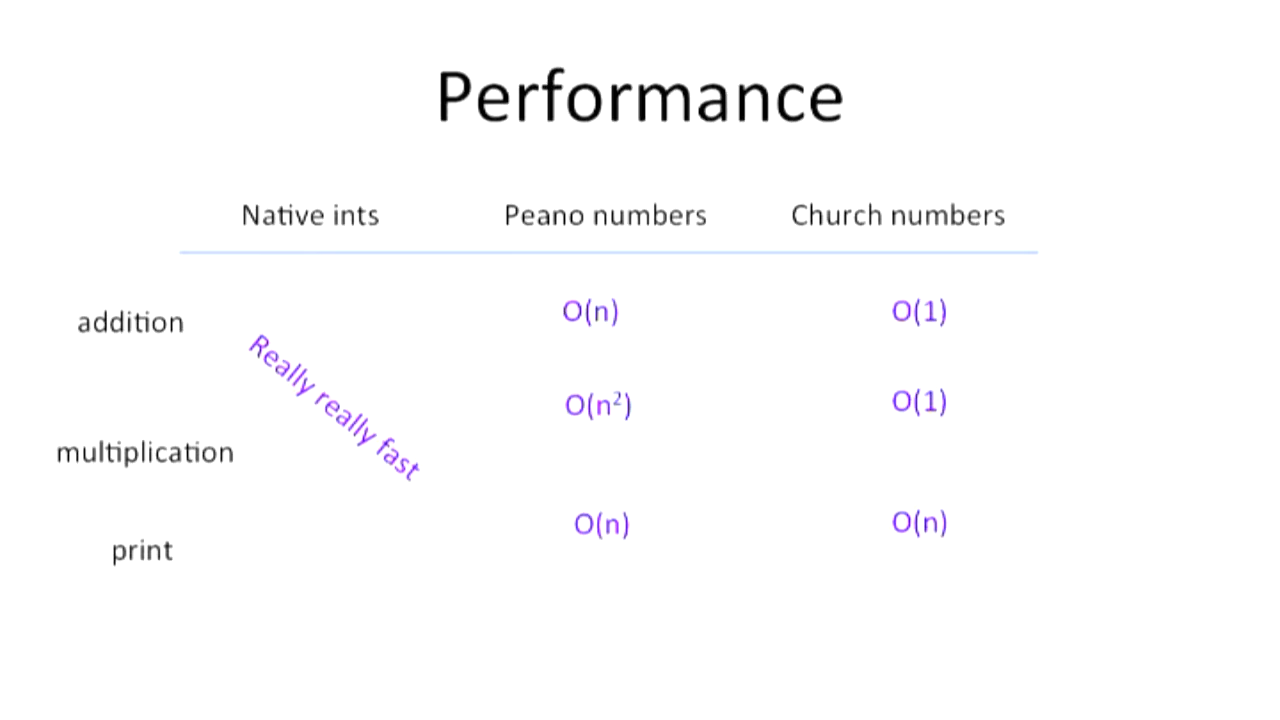 Performance
Native ints Peano numbers Church numbers
addition O(n) O(1)
Really really fast
multiplication O(n²) O(1)
print O(n) O(n)